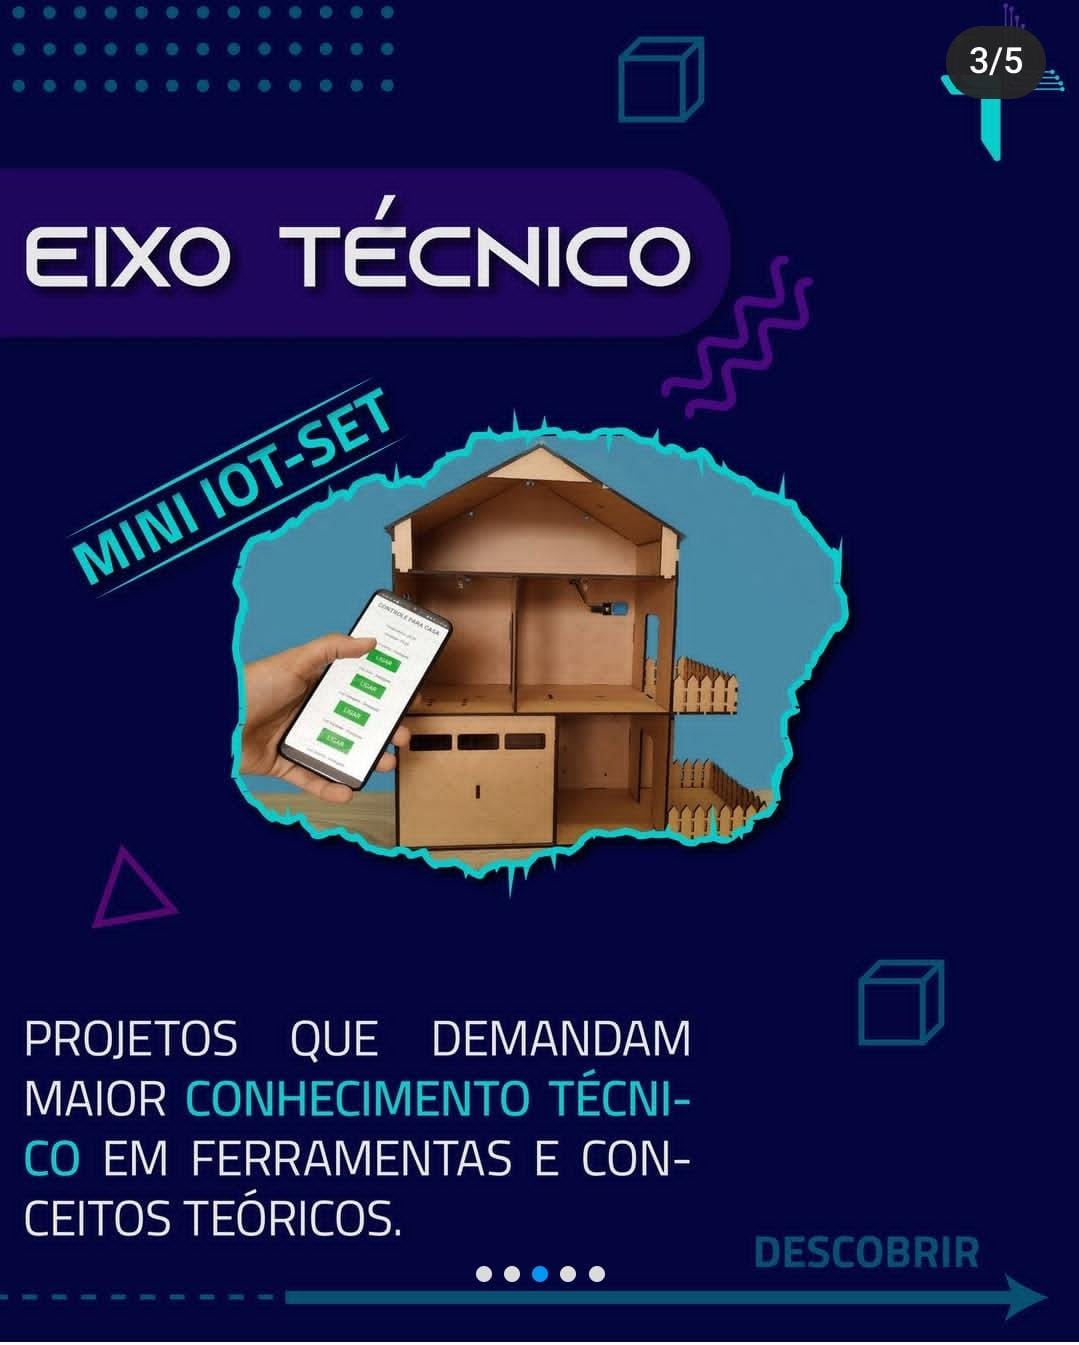 3/5
EIXO TÉCNICO
MINI IOT-SET
CONTROLE PARA CASA
LIGAR
LIGAR
LIGAR
LIGAR
PROJETOS QUE DEMANDAM
MAIOR CONHECIMENTO TÉCNI-
CO EM FERRAMENTAS E CON-
CEITOS TEÓRICOS.
DESCOBRIR